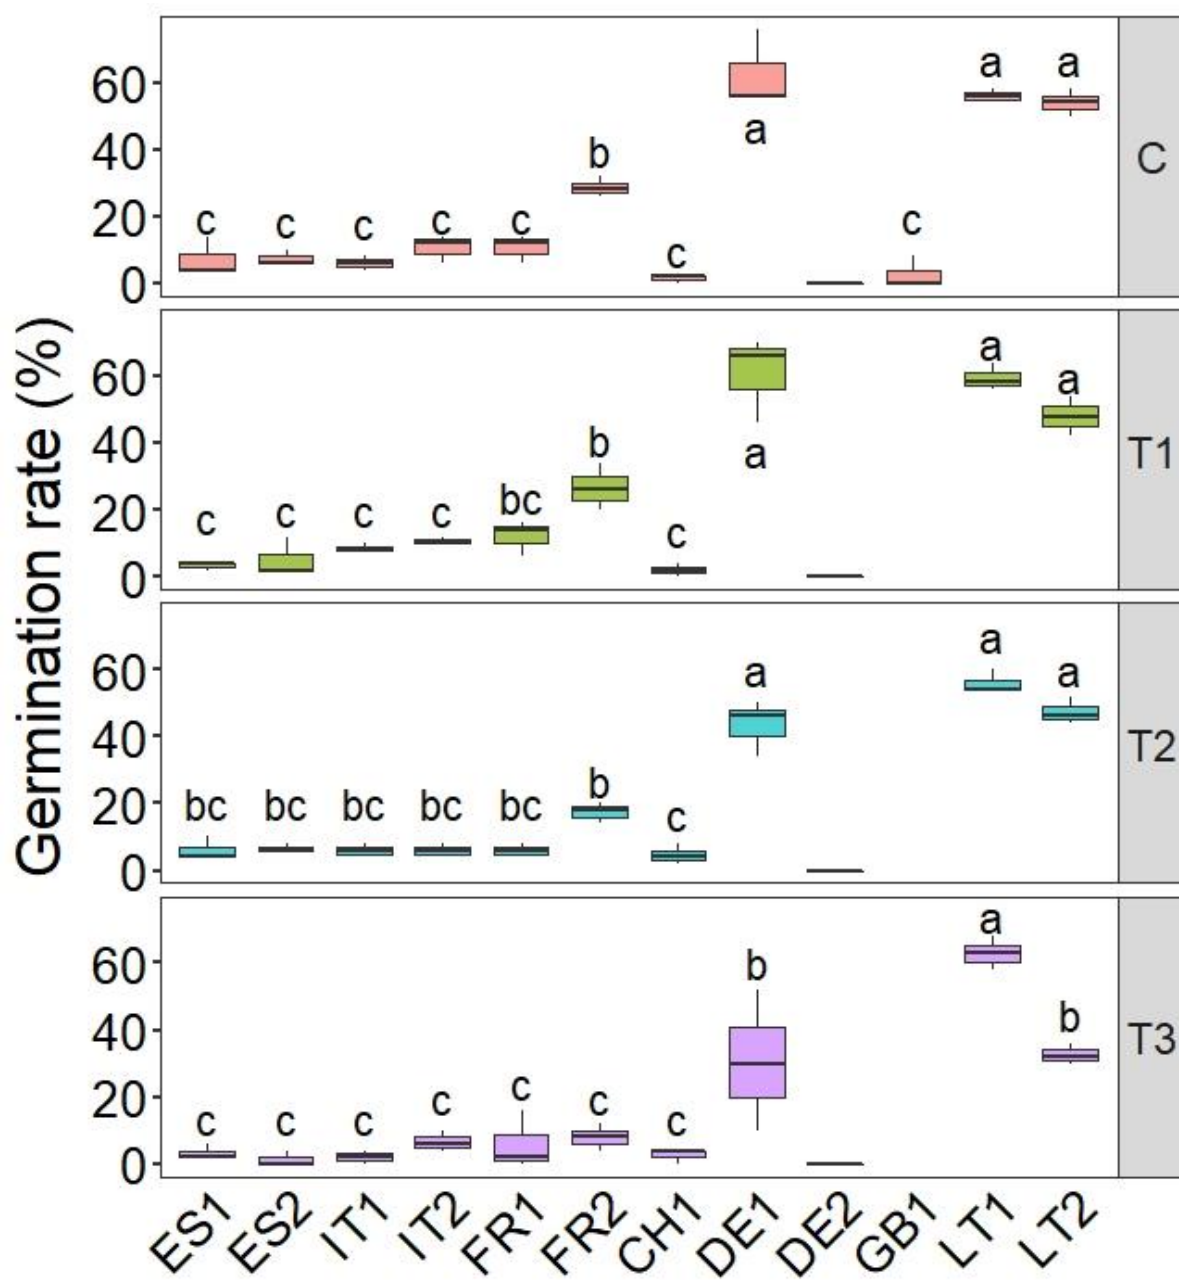 Germination rate (%)
60
40
20
0
c c c c c b c a c a a
C
60
40
20
0
c c c c bc b c a a a
T1
60
40
20
0
bc bc bc bc bc b c a a a
T2
60
40
20
0
c c c c c c c b a b
T3
ES1 ES2 IT1 IT2 FR1 FR2 CH1 DE1 DE2 GB1 LT1 LT2